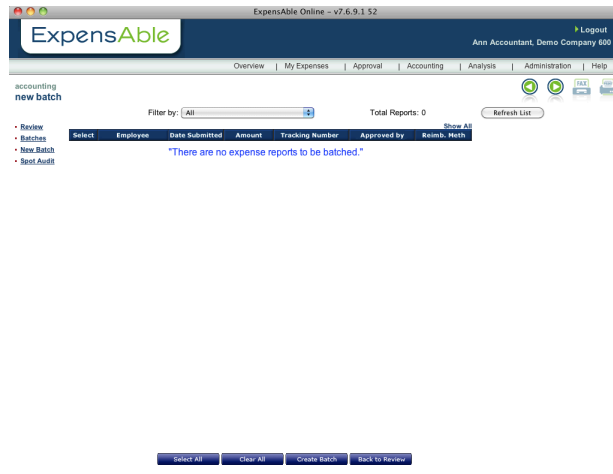 ExpensAble Online – v7.6.9.1 S2
ExpensAble
Logout
Ann Accountant, Demo Company 600
Overview | My Expenses | Approval | Accounting | Analysis | Administration | Help
accounting
new batch
FAX
Filter by: All Total Reports: 0 Refresh List
Show All
• Review
• Batches
• New Batch
• Spot Audit
Select Employee Date Submitted Amount Tracking Number Approved by Reimb. Meth
"There are no expense reports to be batched."
Select All Clear All Create Batch Back to Review